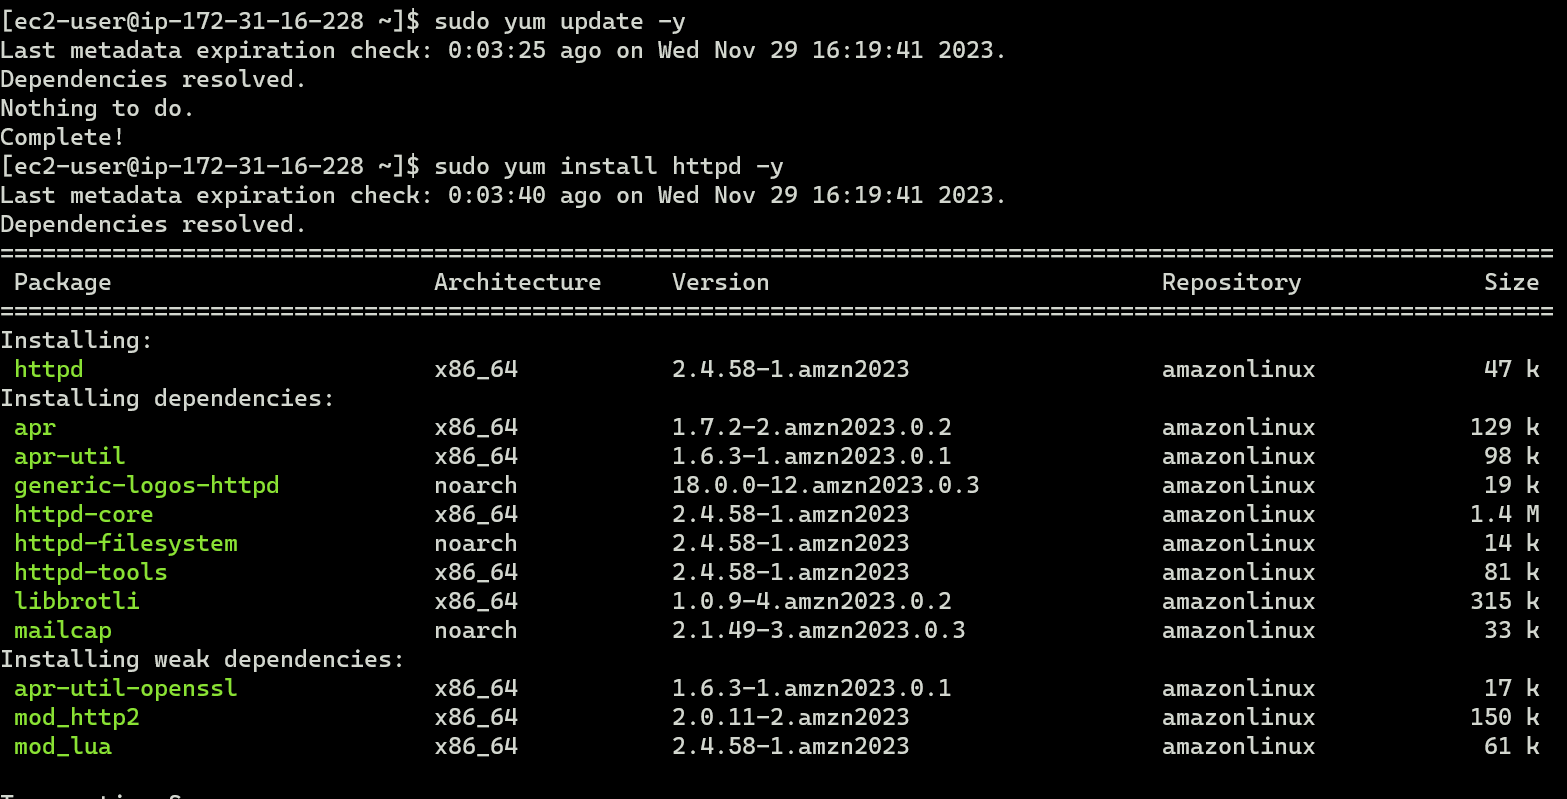 [ec2-user@ip-172-31-16-228 ~]$ sudo yum update -y
Last metadata expiration check: 0:03:25 ago on Wed Nov 29 16:19:41 2023.
Dependencies resolved.
Nothing to do.
Complete!
[ec2-user@ip-172-31-16-228 ~]$ sudo yum install httpd -y
Last metadata expiration check: 0:03:40 ago on Wed Nov 29 16:19:41 2023.
Dependencies resolved.
===============================================================================================================
Package Architecture Version Repository Size
===============================================================================================================
Installing:
httpd x86_64 2.4.58-1.amzn2023 amazonlinux 47 k
Installing dependencies:
apr x86_64 1.7.2-2.amzn2023.0.2 amazonlinux 129 k
apr-util x86_64 1.6.3-1.amzn2023.0.1 amazonlinux 98 k
generic-logos-httpd noarch 18.0.0-12.amzn2023.0.3 amazonlinux 19 k
httpd-core x86_64 2.4.58-1.amzn2023 amazonlinux 1.4 M
httpd-filesystem noarch 2.4.58-1.amzn2023 amazonlinux 14 k
httpd-tools x86_64 2.4.58-1.amzn2023 amazonlinux 81 k
libbrotli x86_64 1.0.9-4.amzn2023.0.2 amazonlinux 315 k
mailcap noarch 2.1.49-3.amzn2023.0.3 amazonlinux 33 k
Installing weak dependencies:
apr-util-openssl x86_64 1.6.3-1.amzn2023.0.1 amazonlinux 17 k
mod_http2 x86_64 2.0.11-2.amzn2023 amazonlinux 150 k
mod_lua x86_64 2.4.58-1.amzn2023 amazonlinux 61 k